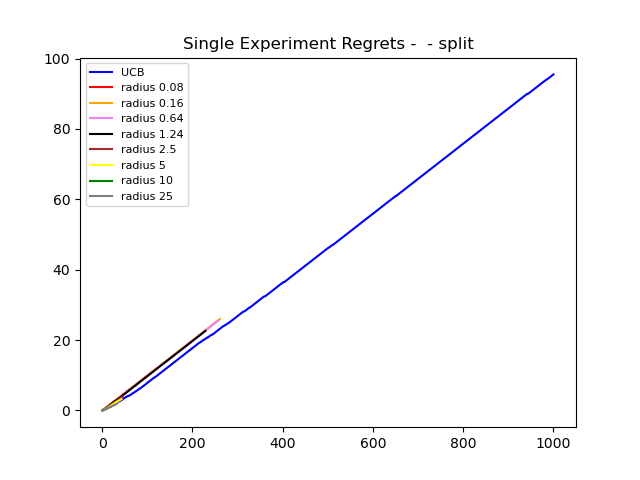 Single Experiment Regrets -  - split
100
80
60
40
20
0
UCB
radius 0.08
radius 0.16
radius 0.64
radius 1.24
radius 2.5
radius 5
radius 10
radius 25
0 200 400 600 800 1000